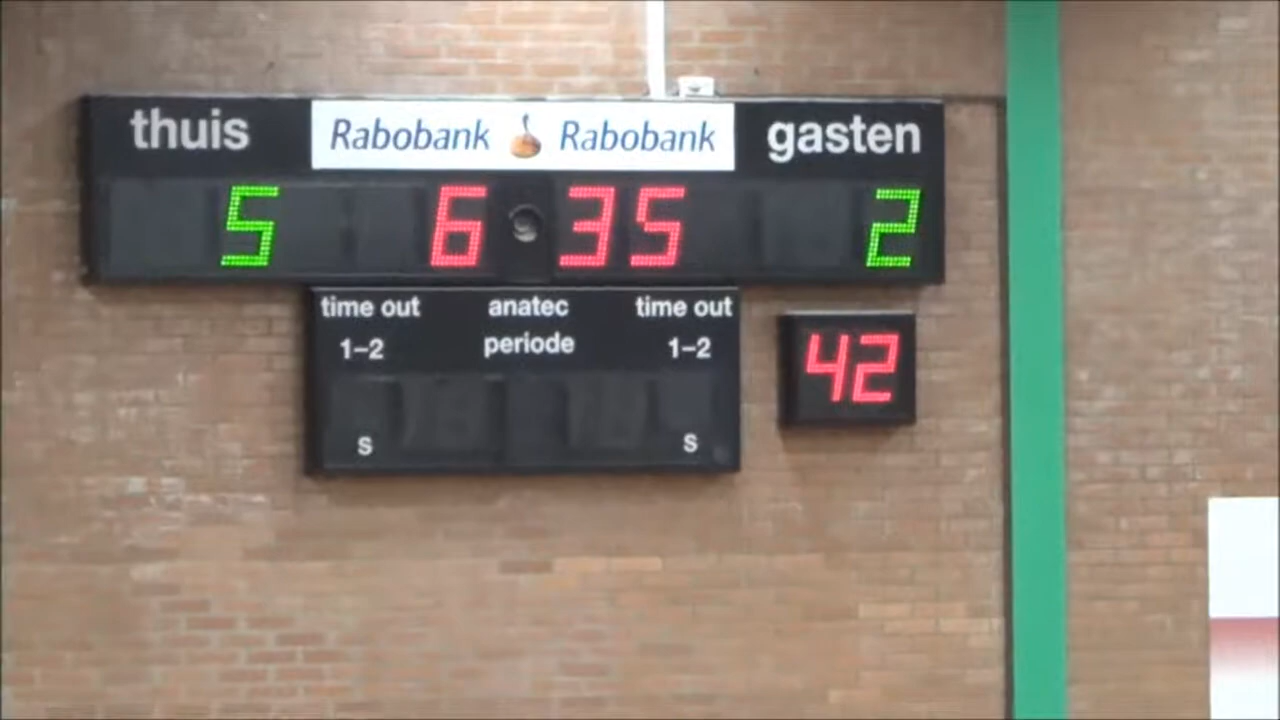 thuis Rabobank Rabobank gasten
5 6 35 2
time out anatec time out
1–2 periode 1–2
42
S S